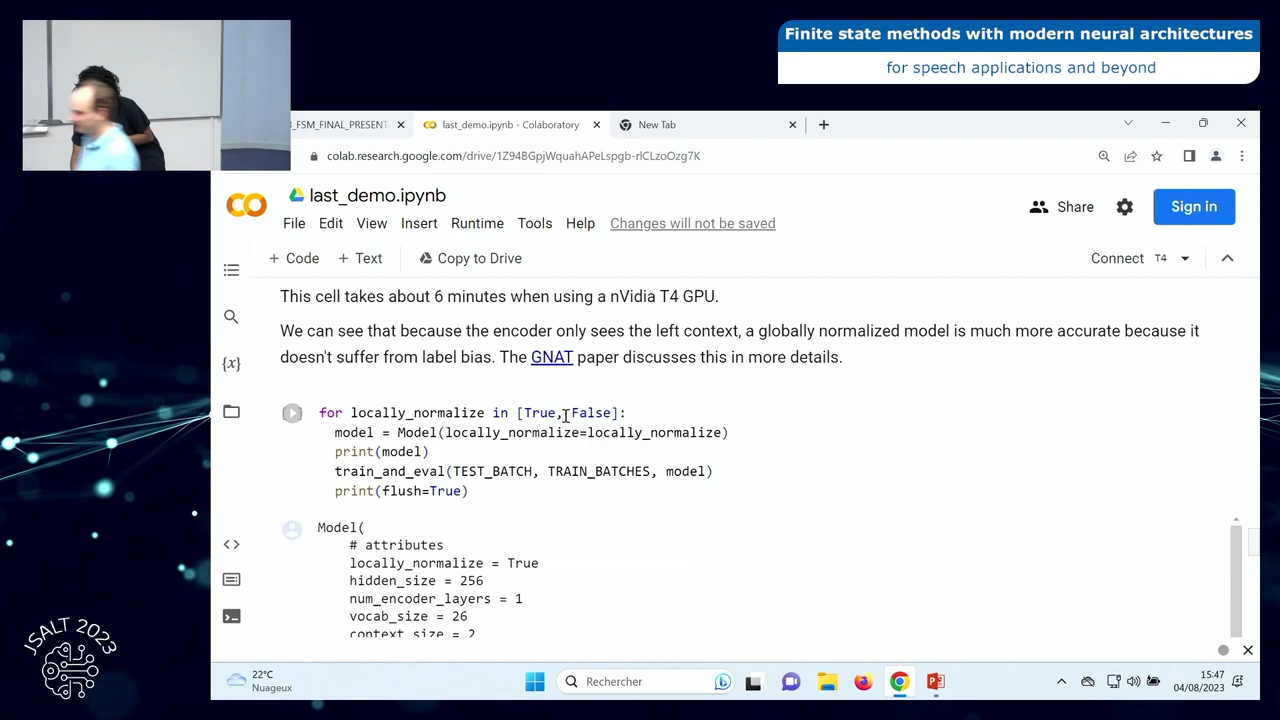 Finite state methods with modern neural architectures
for speech applications and beyond
_FSM_FINAL_PRESENT
last_demo.ipynb - Colaboratory
New Tab
colab.research.google.com/drive/1Z94BGpjWquahAPeLspgb-rICLzoOzg7K
last_demo.ipynb
File Edit View Insert Runtime Tools Help Changes will not be saved
Share
Sign in
+ Code + Text Copy to Drive
Connect T4
This cell takes about 6 minutes when using a nVidia T4 GPU.
We can see that because the encoder only sees the left context, a globally normalized model is much more accurate because it
doesn't suffer from label bias. The GNAT paper discusses this in more details.
for locally_normalize in [True, False]:
model = Model(locally_normalize=locally_normalize)
print(model)
train_and_eval(TEST_BATCH, TRAIN_BATCHES, model)
print(flush=True)
Model(
# attributes
locally_normalize = True
hidden_size = 256
num_encoder_layers = 1
vocab_size = 26
context_size = 2
JSALT 2023
22°C
Nuageux
Rechercher
15:47
04/08/2023